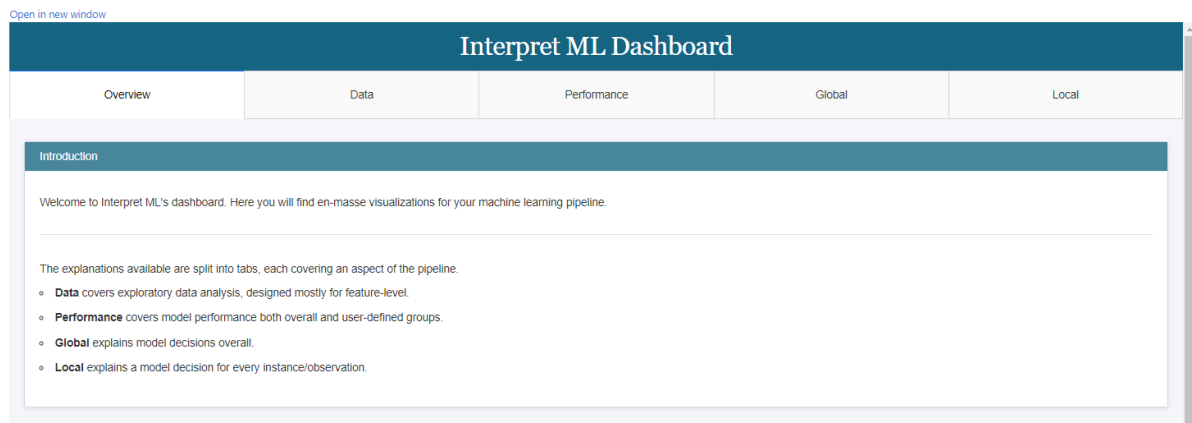 Open in new window
Interpret ML Dashboard
Overview
Data
Performance
Global
Local
Introduction
Welcome to Interpret ML's dashboard. Here you will find en-masse visualizations for your machine learning pipeline.
The explanations available are split into tabs, each covering an aspect of the pipeline.
Data covers exploratory data analysis, designed mostly for feature-level.
Performance covers model performance both overall and user-defined groups.
Global explains model decisions overall.
Local explains a model decision for every instance/observation.